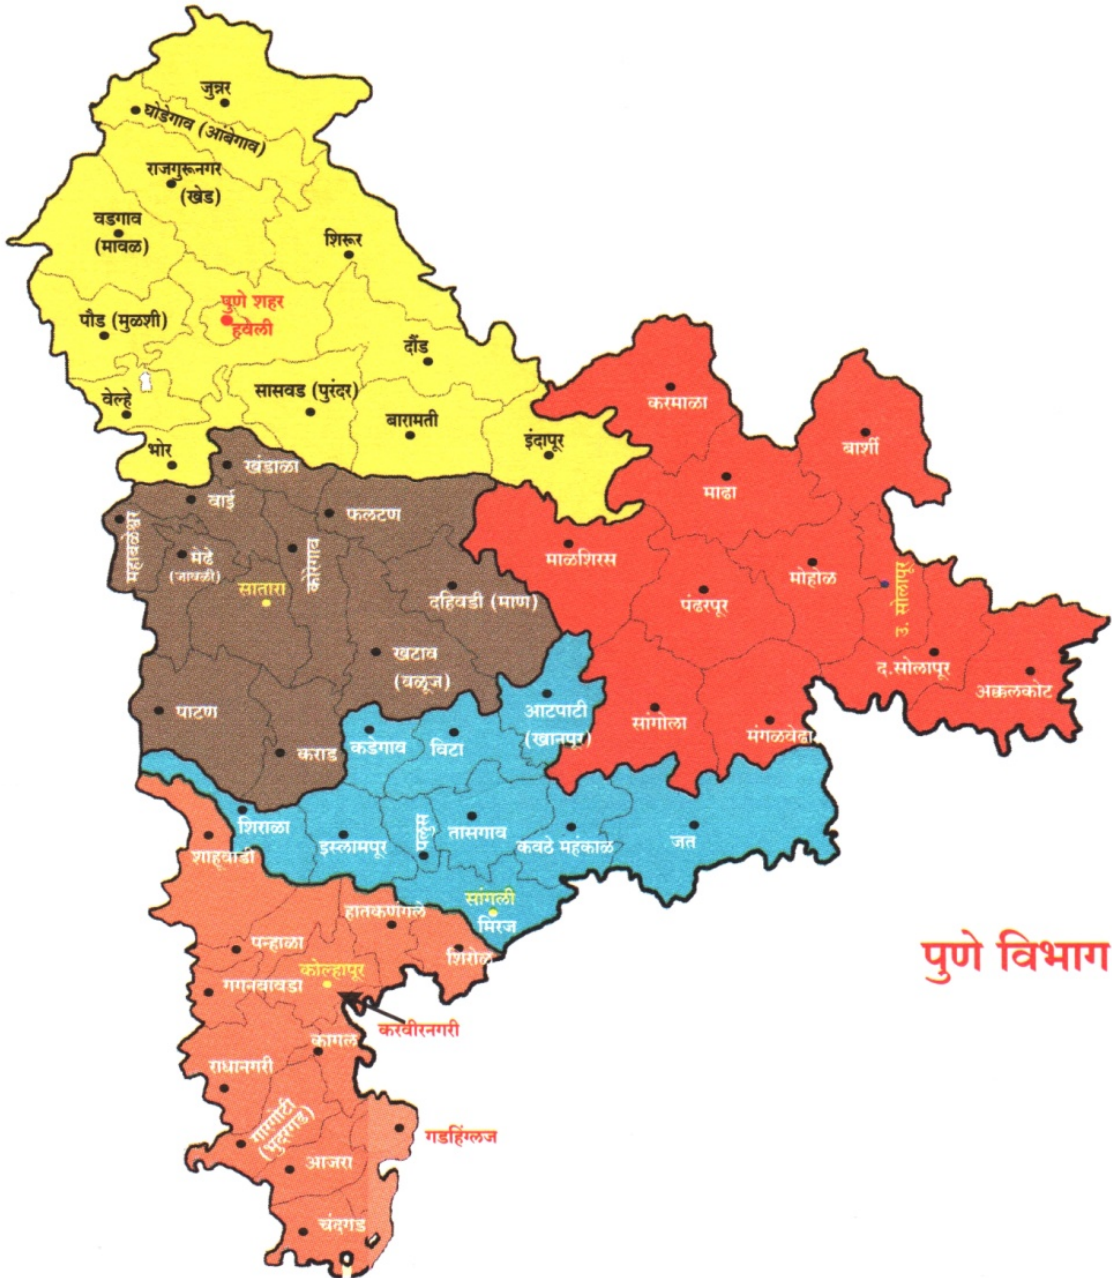 जुन्नर
घोडेगाव (आंबेगाव)
राजगुरूनगर
(खेड)
वडगाव
(मावळ)
शिरूर
पुणे शहर
हवेली
पौड (मुळशी)
दौंड
वेल्हे
सासवड (पुरंदर)
बारामती
इंदापूर
भोर
करमाळा
बार्शी
माढा
माळशिरस
मोहोळ
पंढरपूर
उ. सोलापूर
द.सोलापूर
अक्कलकोट
सांगोला
मंगळवेढा
खंडाळा
वाई
फलटण
महाबळेश्वर
मेढे
(जावळी)
कोरेगाव
सातारा
दहिवडी (माण)
खटाव
(वळूज)
पाटण
कराड
आटपाटी
(खानपूर)
कडेगाव
विटा
शिराळा
इस्लामपूर
पलूस
तासगाव
कवठे महंकाळ
जत
सांगली
मिरज
शाहूवाडी
हातकणंगले
पन्हाळा
शिरोळ
कोल्हापूर
गगनबावडा
करवीरनगरी
कागल
राधानगरी
गारगोटी
(भुदरगड)
गडहिंग्लज
आजरा
चंदगड
पुणे विभाग